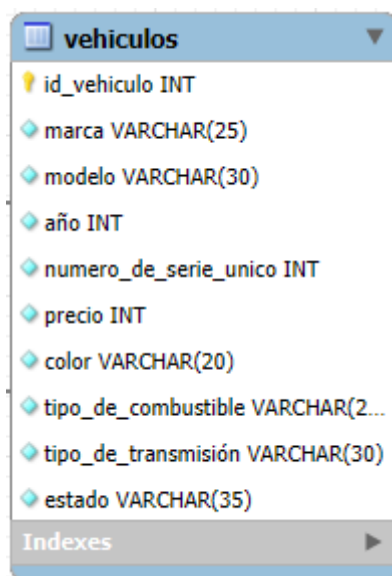 vehiculos
id_vehiculo INT
marca VARCHAR(25)
modelo VARCHAR(30)
año INT
numero_de_serie_unico INT
precio INT
color VARCHAR(20)
tipo_de_combustible VARCHAR(2...
tipo_de_transmisión VARCHAR(30)
estado VARCHAR(35)
Indexes